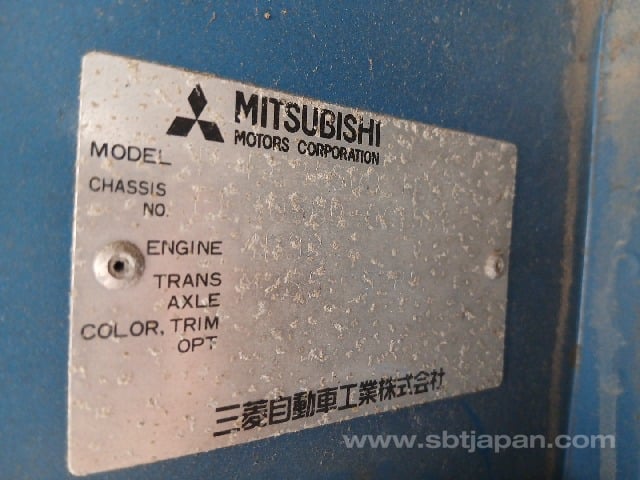 MITSUBISHI
MOTORS CORPORATION
MODEL
CHASSIS
NO.
ENGINE
TRANS
AXLE
COLOR, TRIM
OPT
三菱自動車工業株式会社
www.sbtjapan.com